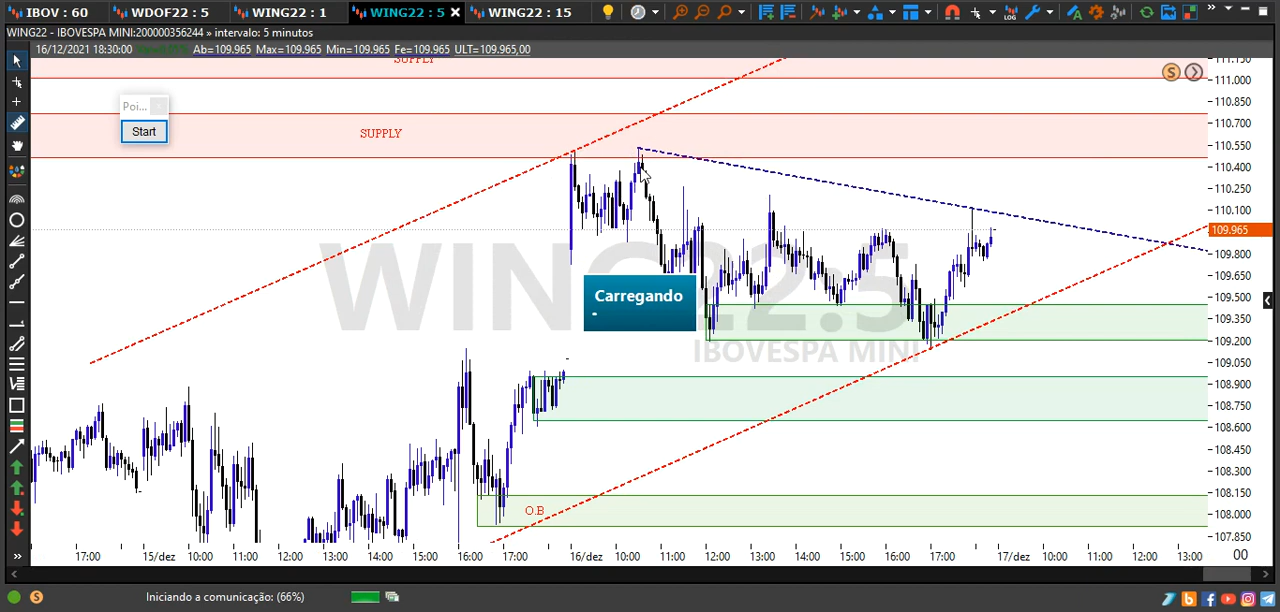 IBOV : 60 WDOF22 : 5 WING22 : 1 WING22 : 5 WING22 : 15
WING22 - IBOVESPA MINI:200000356244 » intervalo: 5 minutos
16/12/2021 18:30:00 Ab=109.965 Max=109.965 Min=109.965 Fe=109.965 ULT=109.965,00
SUPPLY
Poi...
Start
SUPPLY
WING22:5
IBOVESPA MINI
Carregando
-
O.B
S
LOG
111.150
111.000
110.850
110.700
110.550
110.400
110.250
110.100
109.965
109.800
109.650
109.500
109.350
109.200
109.050
108.900
108.750
108.600
108.450
108.300
108.150
108.000
107.850
17:00 15/dez 10:00 11:00 12:00 13:00 14:00 15:00 16:00 17:00 16/dez 10:00 11:00 12:00 13:00 14:00 15:00 16:00 17:00 17/dez 10:00 11:00 12:00 13:00 00
S Iniciando a comunicação: (66%)